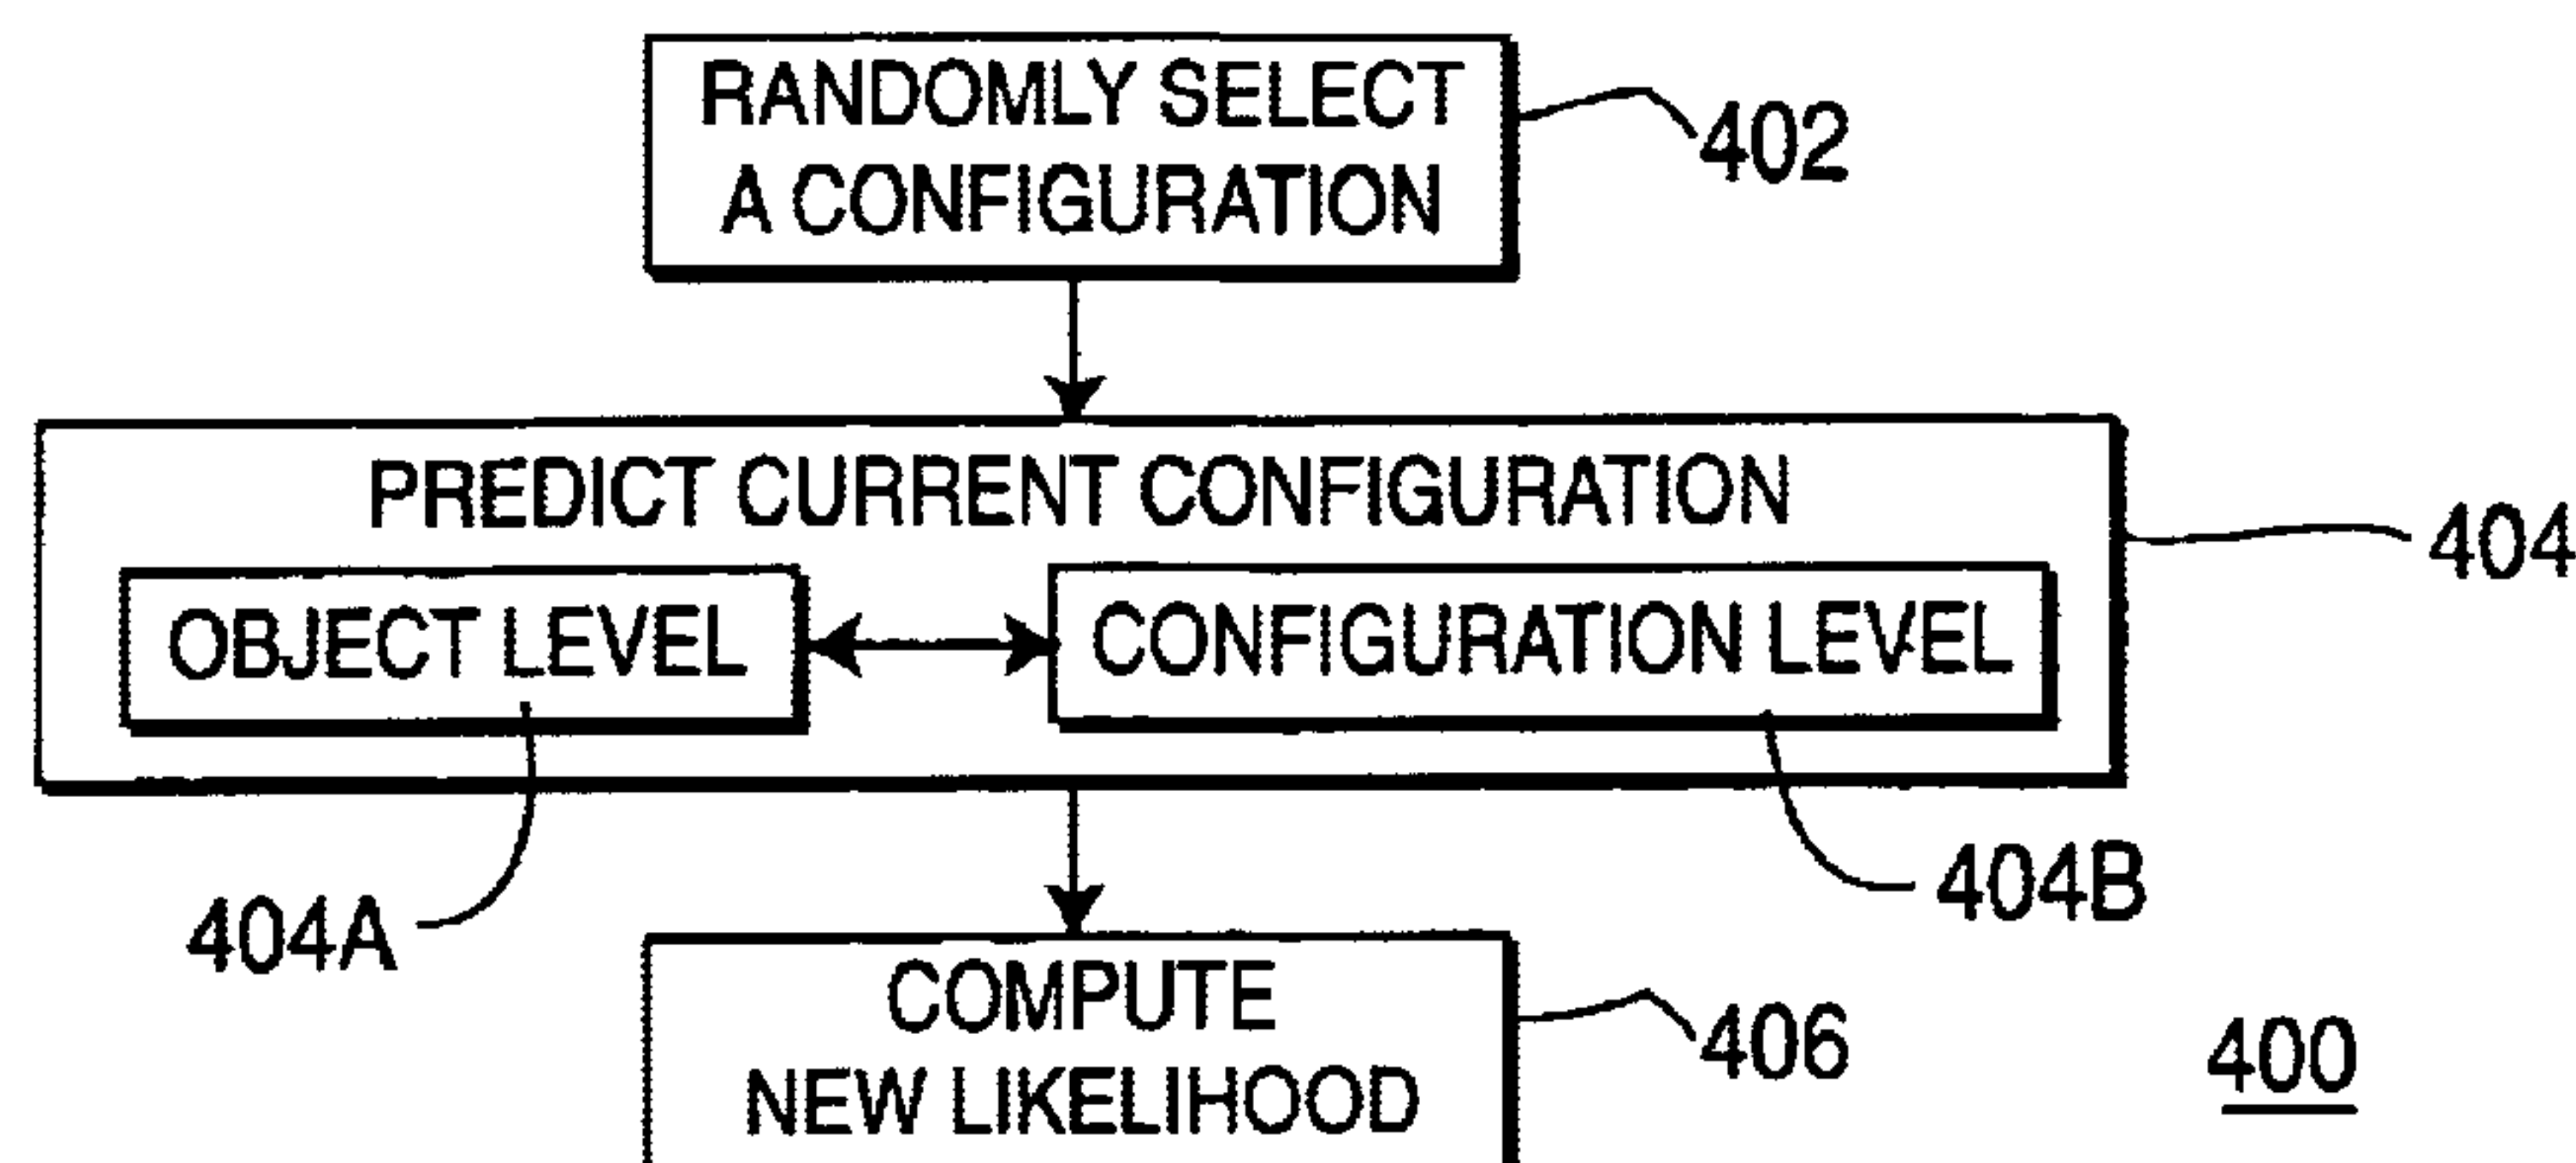 RANDOMLY SELECT
A CONFIGURATION
402
PREDICT CURRENT CONFIGURATION
404
OBJECT LEVEL
CONFIGURATION LEVEL
404A
404B
COMPUTE
NEW LIKELIHOOD
406
400